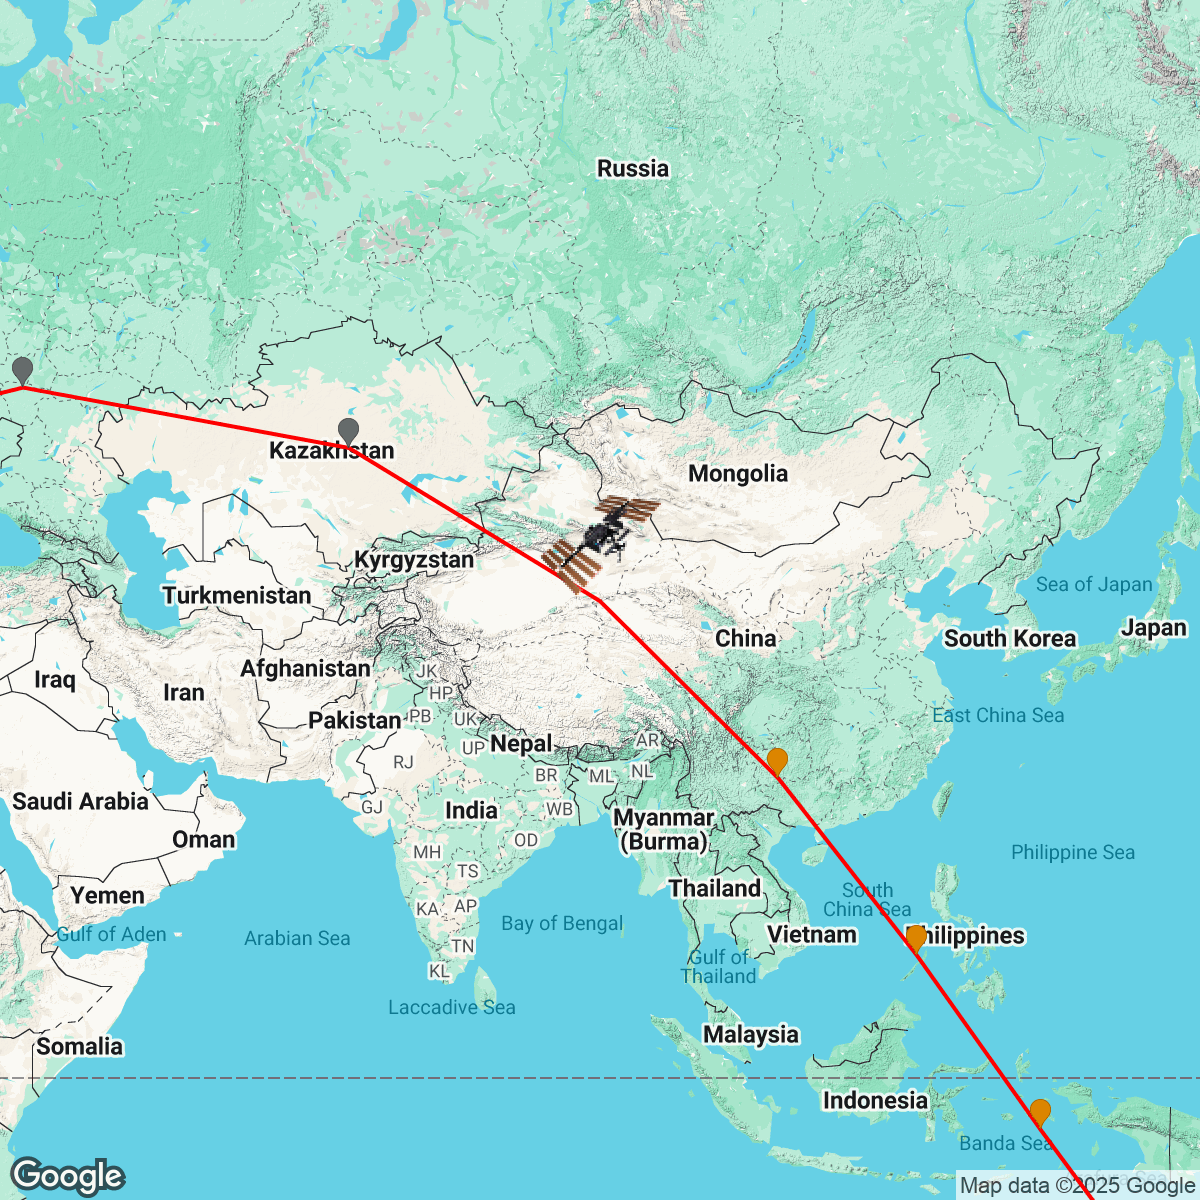 Russia
Kazakhstan
Mongolia
Kyrgyzstan
Sea of Japan
Turkmenistan
Japan
China
South Korea
Afghanistan
JK
Iraq
Iran
HP
Pakistan
PB
UK
East China Sea
Nepal
AR
UP
RJ
NL
BR
ML
Saudi Arabia
GJ
India
WB
Myanmar
(Burma)
Oman
OD
MH
Philippine Sea
TS
Thailand
South
China Sea
Yemen
KA
AP
Bay of Bengal
Gulf of Aden
Arabian Sea
Vietnam
Philippines
TN
Gulf of
Thailand
KL
Laccadive Sea
Malaysia
Somalia
Indonesia
Banda Sea
Google
Map data ©2025 Google